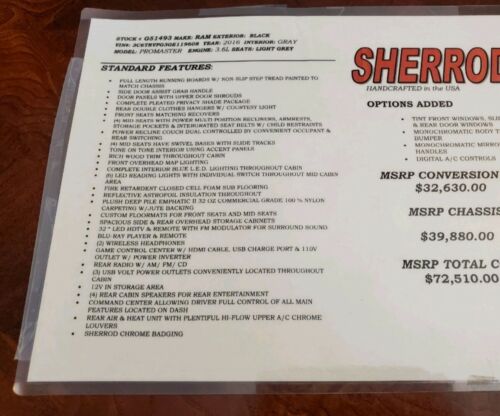 STOCK # G51493 MAKE: RAM EXTERIOR: BLACK
VIN#: 3C6TRVPG3GE119608 YEAR: 2016 INTERIOR: GRAY
MODEL: PROMASTER ENGINE: 3.6L SEATS: LIGHT GREY
STANDARD FEATURES:
• FULL LENGTH RUNNING BOARDS W/ NON SLIP STEP TREAD PAINTED TO
MATCH CHASSIS
• SIDE DOOR ASSIST GRAB HANDLE
• DOOR PANELS WITH UPPER DOOR SHROUDS
• COMPLETE PLEATED PRIVACY SHADE PACKAGE
• REAR DOUBLE CLOTHES HANGERS W/ COURTESY LIGHT
• FRONT SEATS MATCHING RECOVERS
• (4) MID SEATS WITH POWER MULTI POSITION RECLINERS, ARMRESTS,
STORAGE POCKETS & INTERGRATED SEAT BELTS W/ CHILD RESTRAINTS
• POWER RECLINE COUCH DUAL CONTROLLED BY CONVENIENT OCCUPANT &
REAR SWITCHING
• (4) MID SEATS HAVE SWIVEL BASES WITH SLIDE TRACKS
• TONE ON TONE INTERIOR USING ACCENT PANELS
• RICH WOOD TRIM THROUGHOUT CABIN
• FRONT OVERHEAD MAP LIGHTING
• COMPLETE INTERIOR BLUE L.E.D. LIGHTING THROUGHOUT CABIN
• (6) LED READING LIGHTS WITH INDIVIDUAL SWITCH THROUGHOUT MID CABIN
AREA
• FIRE RETARDENT CLOSED CELL FOAM SUB FLOORING
• REFLECTIVE ASTROFOIL INSULATION THROUGHOUT
• PLUSH DEEP PILE EMPHATIC II 32 OZ COMMERCIAL GRADE 100 % NYLON
CARPETING W/JUTE BACKING
• CUSTOM FLOORMATS FOR FRONT SEATS AND MID SEATS
• SPACIOUS SIDE & REAR OVERHEAD STORAGE CABINETS
• 32 " LED HDTV & REMOTE WITH FM MODULATOR FOR SURROUND SOUND
• BLU-RAY PLAYER & REMOTE
• (2) WIRELESS HEADPHONES
• GAME CONTROL CENTER W/ HDMI CABLE, USB CHARGE PORT & 110V
OUTLET W/ POWER INVERTER
• REAR RADIO W/ AM/ FM/ CD
• (3) USB VOLT POWER OUTLETS CONVENIENTLY LOCATED THROUGHOUT
CABIN
• 12V IN STORAGE AREA
• (4) REAR CABIN SPEAKERS FOR REAR ENTERTAINMENT
• COMMAND CENTER ALLOWING DRIVER FULL CONTROL OF ALL MAIN
FEATURES LOCATED ON DASH
• REAR AIR & HEAT UNIT WITH PLENTIFUL HI-FLOW UPPER A/C CHROME
LOUVERS
• SHERROD CHROME BADGING
SHERROD
HANDCRAFTED in the USA
OPTIONS ADDED
• TINT FRONT WINDOWS,
& REAR DOOR WINDOWS
• MONOCHROMATIC BODY
BUMPER
• MONOCHROMATIC
HANDLES
• DIGITAL A/C CONTROLS
MSRP CONVERSION
$32,630.00
MSRP CHASSIS
$39,880.00
MSRP TOTAL
$72,510.00